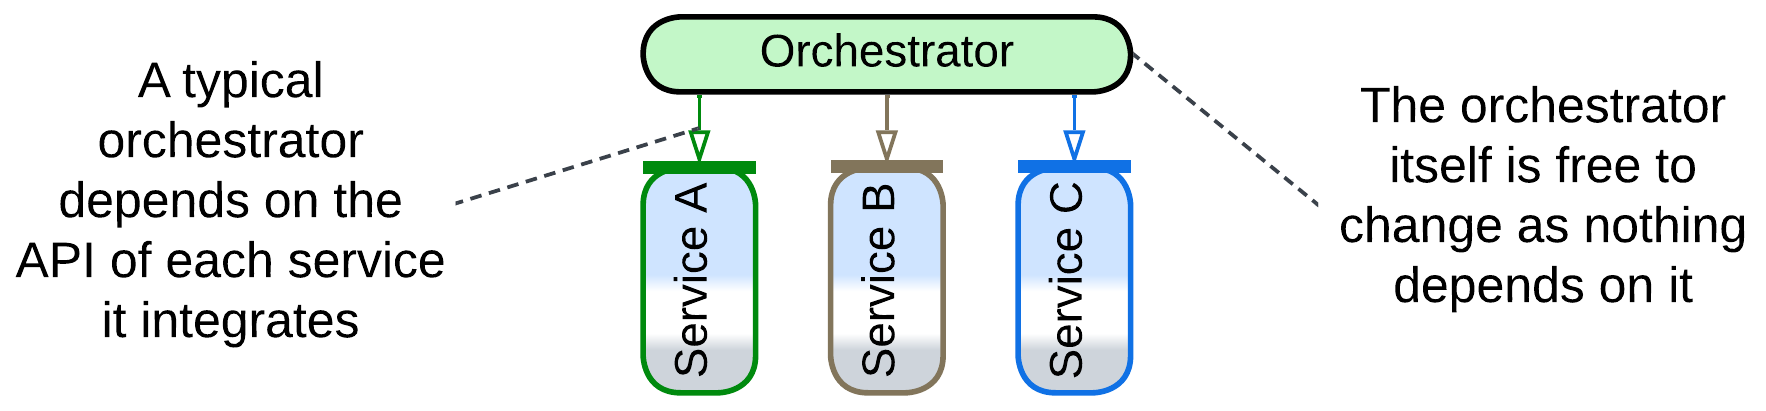 A typical
orchestrator
depends on the
API of each service
it integrates
Orchestrator
Service A
Service B
Service C
The orchestrator
itself is free to
change as nothing
depends on it